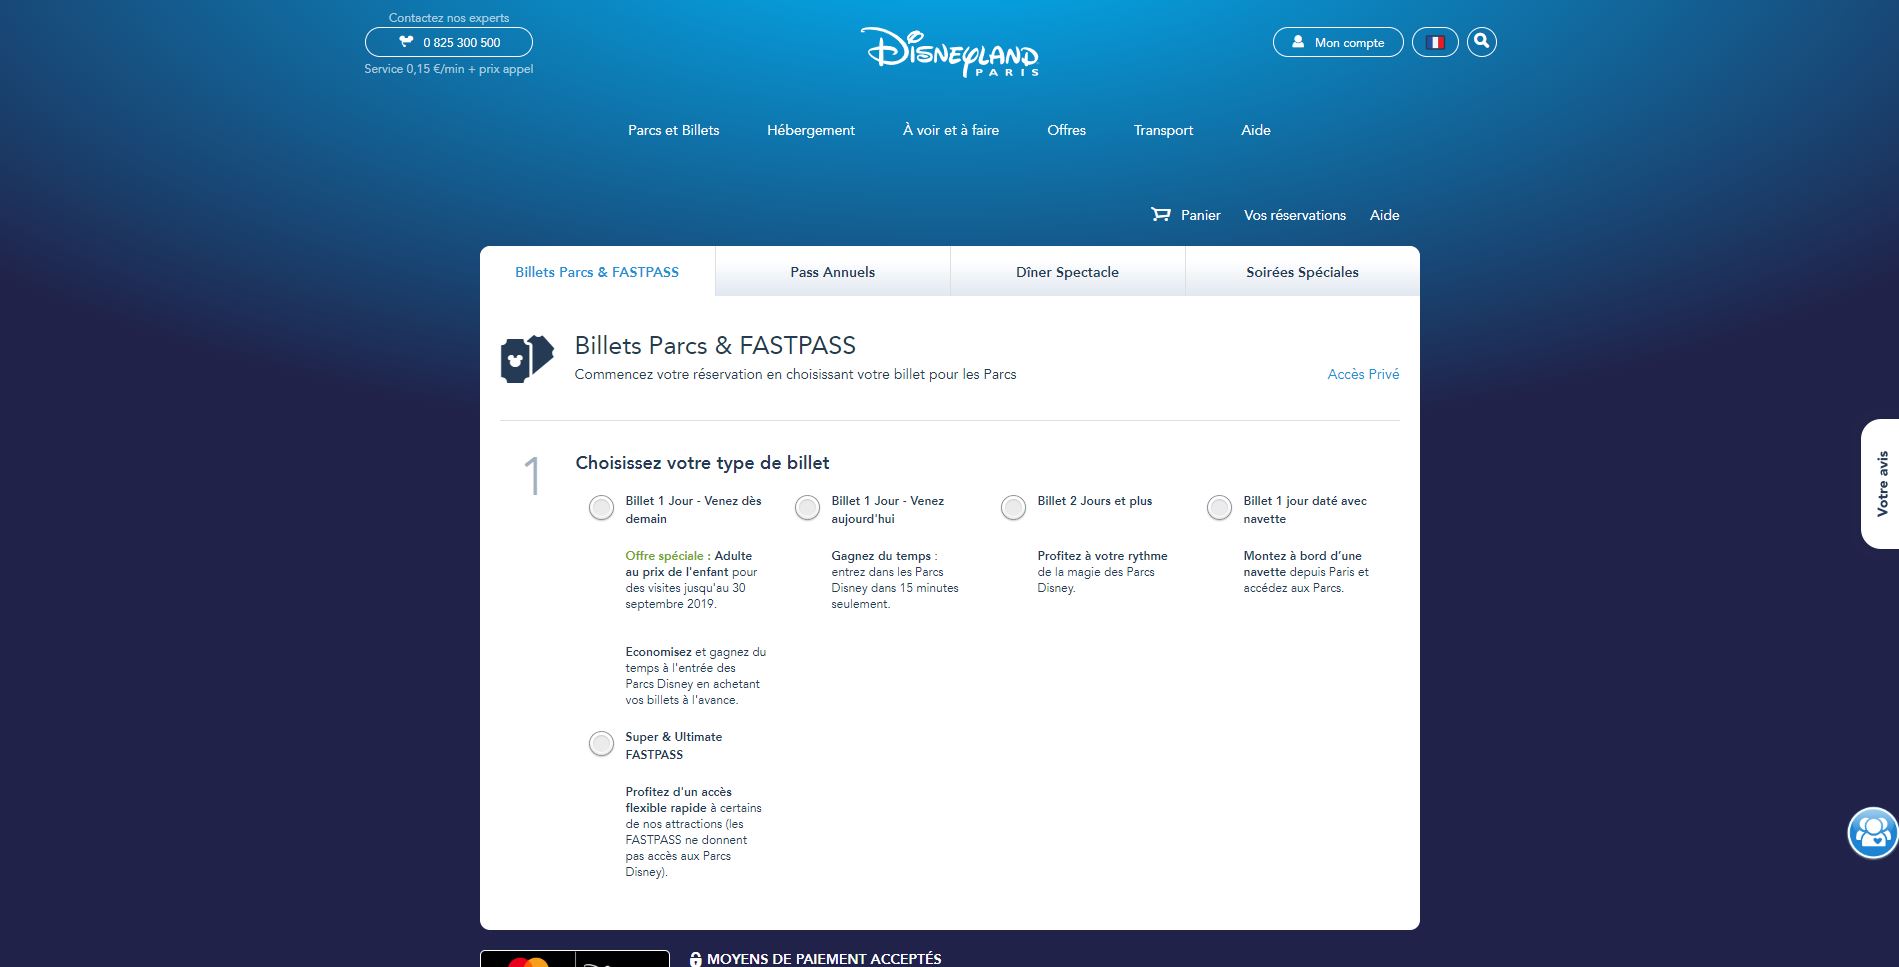 Contactez nos experts
0 825 300 500
Service 0,15 €/min + prix appel
DISNEYLAND
PARIS
Mon compte
Parcs et Billets
Hébergement
À voir et à faire
Offres
Transport
Aide
Panier
Vos réservations
Aide
Billets Parcs & FASTPASS
Pass Annuels
Dîner Spectacle
Soirées Spéciales
Billets Parcs & FASTPASS
Commencez votre réservation en choisissant votre billet pour les Parcs
Accès Privé
1
Choisissez votre type de billet
Billet 1 Jour - Venez dès
demain
Offre spéciale : Adulte
au prix de l'enfant pour
des visites jusqu'au 30
septembre 2019.
Economisez et gagnez du
temps à l'entrée des
Parcs Disney en achetant
vos billets à l'avance.
Billet 1 Jour - Venez
aujourd'hui
Gagnez du temps :
entrez dans les Parcs
Disney dans 15 minutes
seulement.
Billet 2 Jours et plus
Profitez à votre rythme
de la magie des Parcs
Disney.
Billet 1 jour daté avec
navette
Montez à bord d’une
navette depuis Paris et
accédez aux Parcs.
Super & Ultimate
FASTPASS
Profitez d'un accès
flexible rapide à certains
de nos attractions (les
FASTPASS ne donnent
pas accès aux Parcs
Disney).
Votre avis
MOYENS DE PAIEMENT ACCEPTÉS